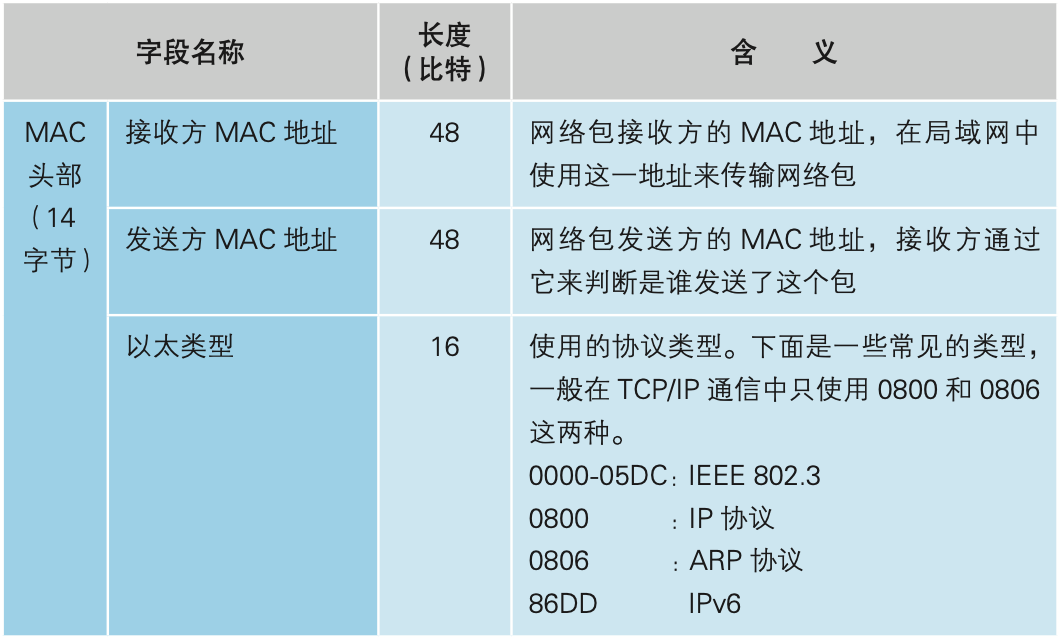 字段名称
长度
（比特）
含 义
MAC
头部
（14
字节）
接收方 MAC 地址
48
网络包接收方的 MAC 地址，在局域网中
使用这一地址来传输网络包
发送方 MAC 地址
48
网络包发送方的 MAC 地址，接收方通过
它来判断是谁发送了这个包
以太类型
16
使用的协议类型。下面是一些常见的类型，
一般在 TCP/IP 通信中只使用 0800 和 0806
这两种。
0000-05DC：IEEE 802.3
0800 ：IP 协议
0806 ：ARP 协议
86DD IPv6